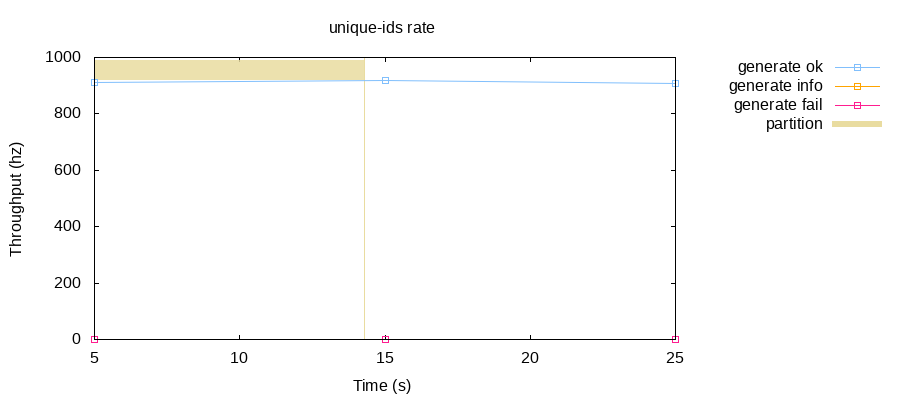 unique-ids rate
1000
800
600
400
200
0
Throughput (hz)
5 10 15 20 25
Time (s)
generate ok
generate info
generate fail
partition